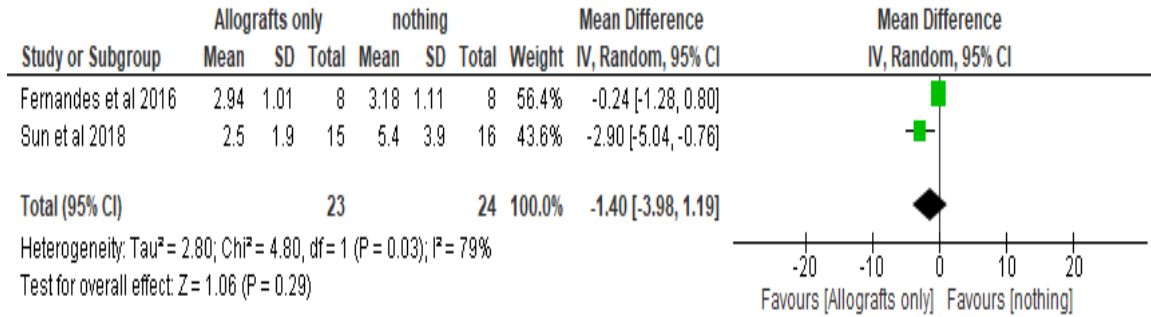 Allografts only nothing Mean Difference Mean Difference
Study or Subgroup Mean SD Total Mean SD Total Weight IV, Random, 95% CI IV, Random, 95% CI
Fernandes et al 2016 2.94 1.01 8 3.18 1.11 8 56.4% -0.24 [-1.28, 0.80]
Sun et al 2018 2.5 1.9 15 5.4 3.9 16 43.6% -2.90 [-5.04, -0.76]
Total (95% CI) 23 24 100.0% -1.40 [-3.98, 1.19]
Heterogeneity: Tau² = 2.80; Chi² = 4.80, df = 1 (P = 0.03); I² = 79%
Test for overall effect: Z = 1.06 (P = 0.29)
-20 -10 0 10 20
Favours [Allografts only] Favours [nothing]